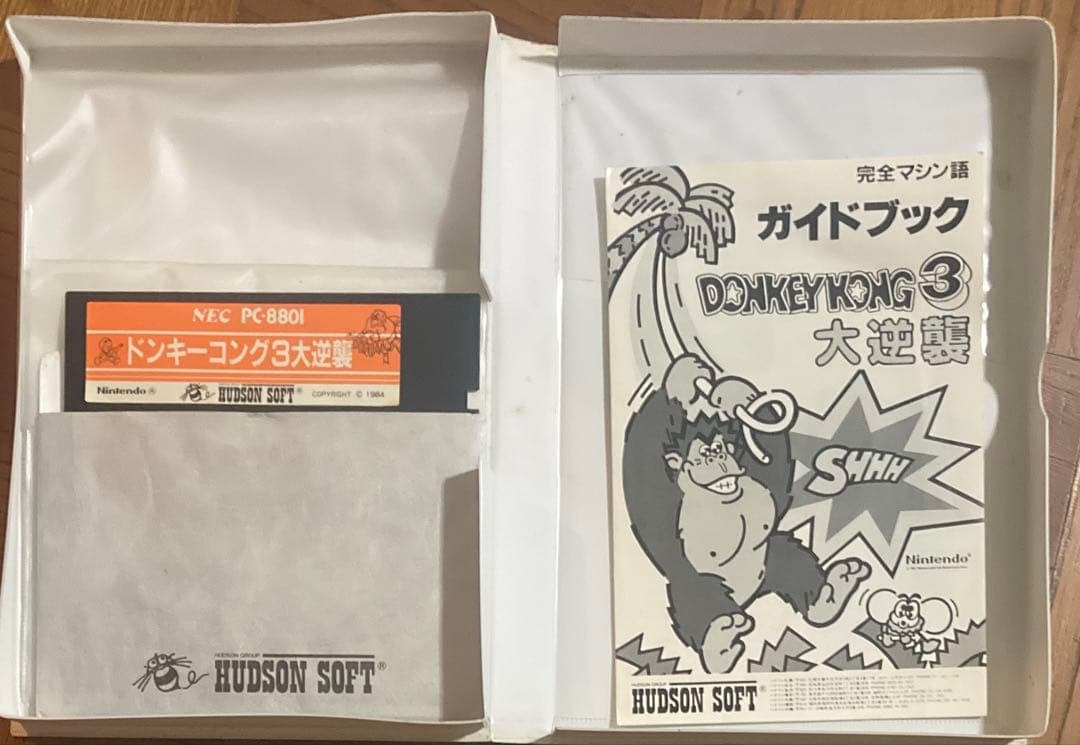 NEC PC-8801
ドンキーコング3大逆襲
Nintendo® HUDSON SOFT® COPYRIGHT © 1984
HUDSON GROUP
HUDSON SOFT®
完全マシン語
ガイドブック
DONKEY KONG 3
大逆襲
SHHH
Nintendo®
HUDSON GROUP
HUDSON SOFT®